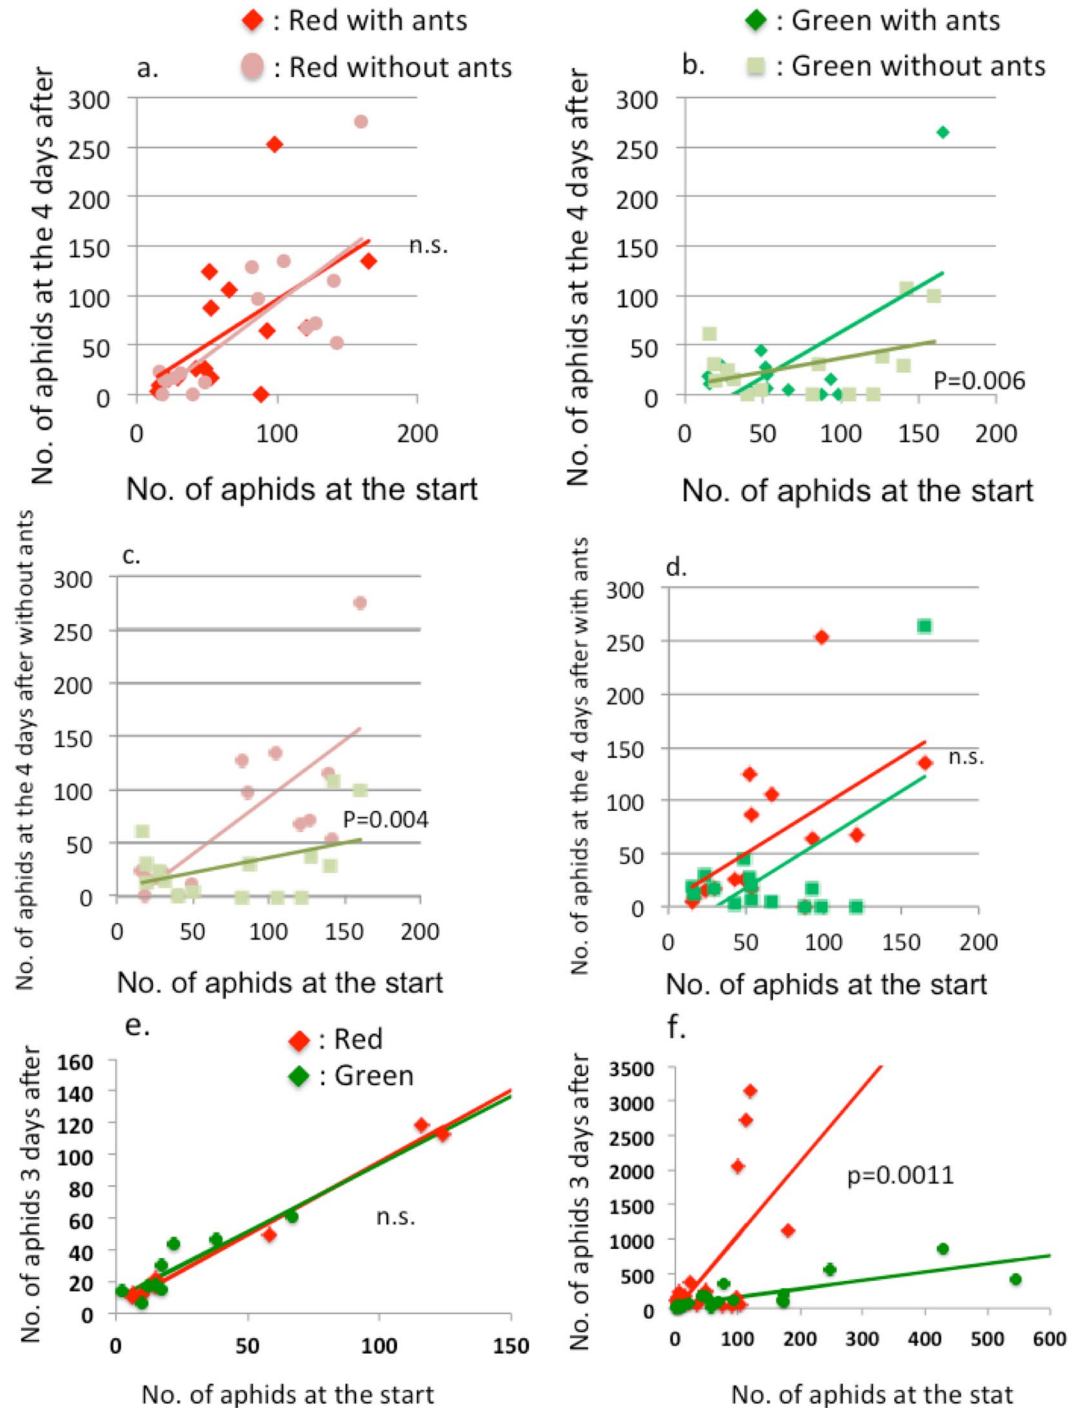 : Red with ants
: Red without ants
: Green with ants
: Green without ants
a.
No. of aphids at the 4 days after
300
250
200
150
100
50
0
n.s.
0 100 200
No. of aphids at the start
b.
No. of aphids at the 4 days after
300
250
200
150
100
50
0
P=0.006
0 50 100 150 200
No. of aphids at the start
c.
No. of aphids at the 4 days after without ants
300
250
200
150
100
50
0
P=0.004
0 50 100 150 200
No. of aphids at the start
d.
No. of aphids at the 4 days after with ants
300
250
200
150
100
50
0
n.s.
0 50 100 150 200
No. of aphids at the start
e.
: Red
: Green
No. of aphids 3 days after
160
140
120
100
80
60
40
20
0
n.s.
0 50 100 150
No. of aphids at the start
f.
No. of aphids 3 days after
3500
3000
2500
2000
1500
1000
500
0
p=0.0011
0 100 200 300 400 500 600
No. of aphids at the stat